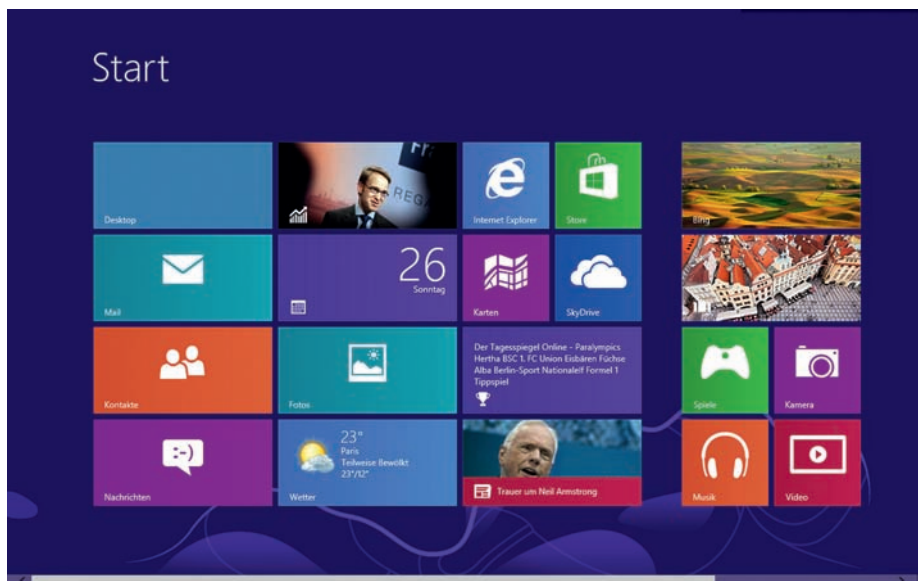 Start
Desktop
Fr
REGA
Internet Explorer
Store
Bing
Mail
26
Sonntag
Karten
SkyDrive
Kontakte
Fotos
Der Tagesspiegel Online – Paralympics
Hertha BSC 1. FC Union Eisbären Füchse
Alba Berlin-Sport Nationalelf Formel 1
Tippspiel
Spiele
Kamera
:-)
Nachrichten
23°
Paris
Teilweise Bewölkt
23°/12°
Wetter
Trauer um Neil Armstrong
Musik
Video